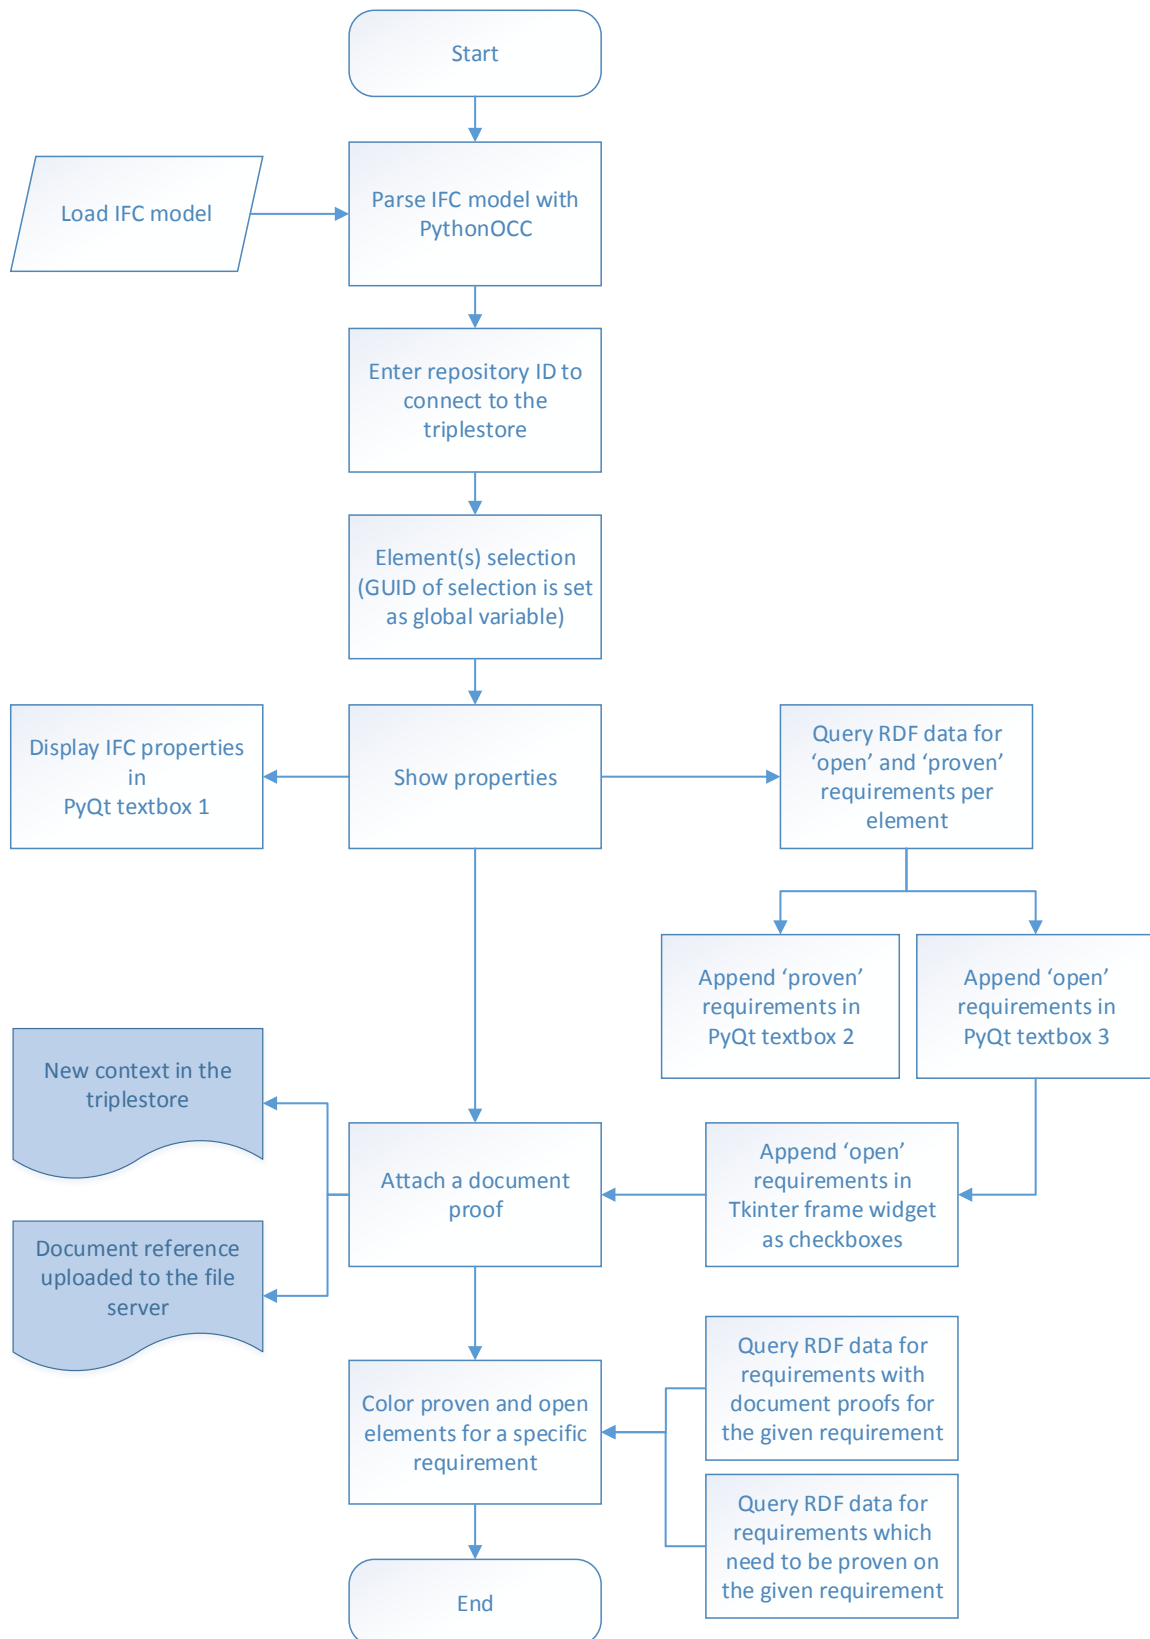 Start
Load IFC model
Parse IFC model with
PythonOCC
Enter repository ID to
connect to the
triplestore
Element(s) selection
(GUID of selection is set
as global variable)
Display IFC properties
in
PyQt textbox 1
Show properties
Query RDF data for
‘open’ and ‘proven’
requirements per
element
Append ‘proven’
requirements in
PyQt textbox 2
Append ‘open’
requirements in
PyQt textbox 3
New context in the
triplestore
Attach a document
proof
Append ‘open’
requirements in
Tkinter frame widget
as checkboxes
Document reference
uploaded to the file
server
Color proven and open
elements for a specific
requirement
Query RDF data for
requirements with
document proofs for
the given requirement
Query RDF data for
requirements which
need to be proven on
the given requirement
End